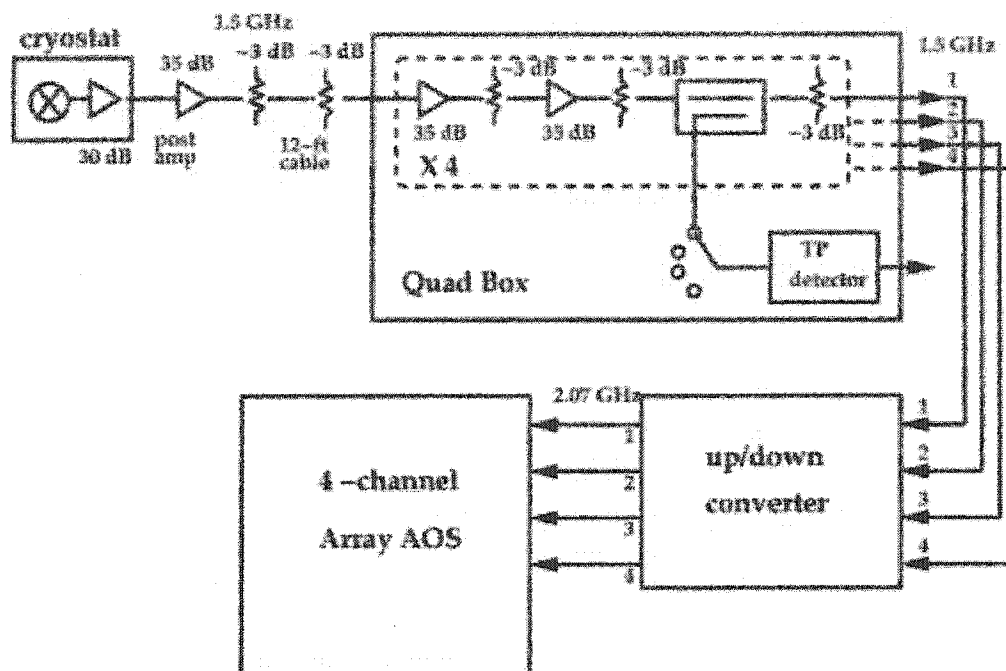 1.5 GHz
cryostat
35 dB
-3 dB
-3 dB
30 dB
post
amp
12-ft
cable
-3 dB
-3 dB
35 dB
35 dB
-3 dB
X 4
Quad Box
TP
detector
1.5 GHz
1
2
3
4
2.07 GHz
1
2
3
4
4 -channel
Array AOS
up/down
converter
1
2
3
4